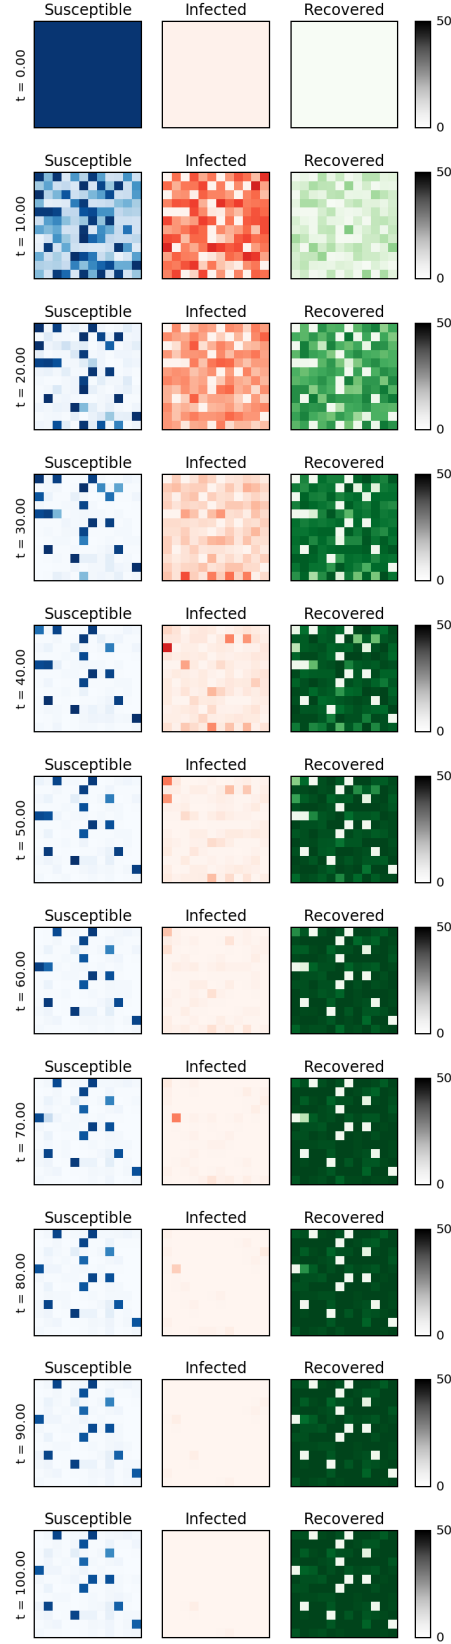 Susceptible Infected Recovered
t = 0.00
50
0
Susceptible Infected Recovered
t = 10.00
50
0
Susceptible Infected Recovered
t = 20.00
50
0
Susceptible Infected Recovered
t = 30.00
50
0
Susceptible Infected Recovered
t = 40.00
50
0
Susceptible Infected Recovered
t = 50.00
50
0
Susceptible Infected Recovered
t = 60.00
50
0
Susceptible Infected Recovered
t = 70.00
50
0
Susceptible Infected Recovered
t = 80.00
50
0
Susceptible Infected Recovered
t = 90.00
50
0
Susceptible Infected Recovered
t = 100.00
50
0